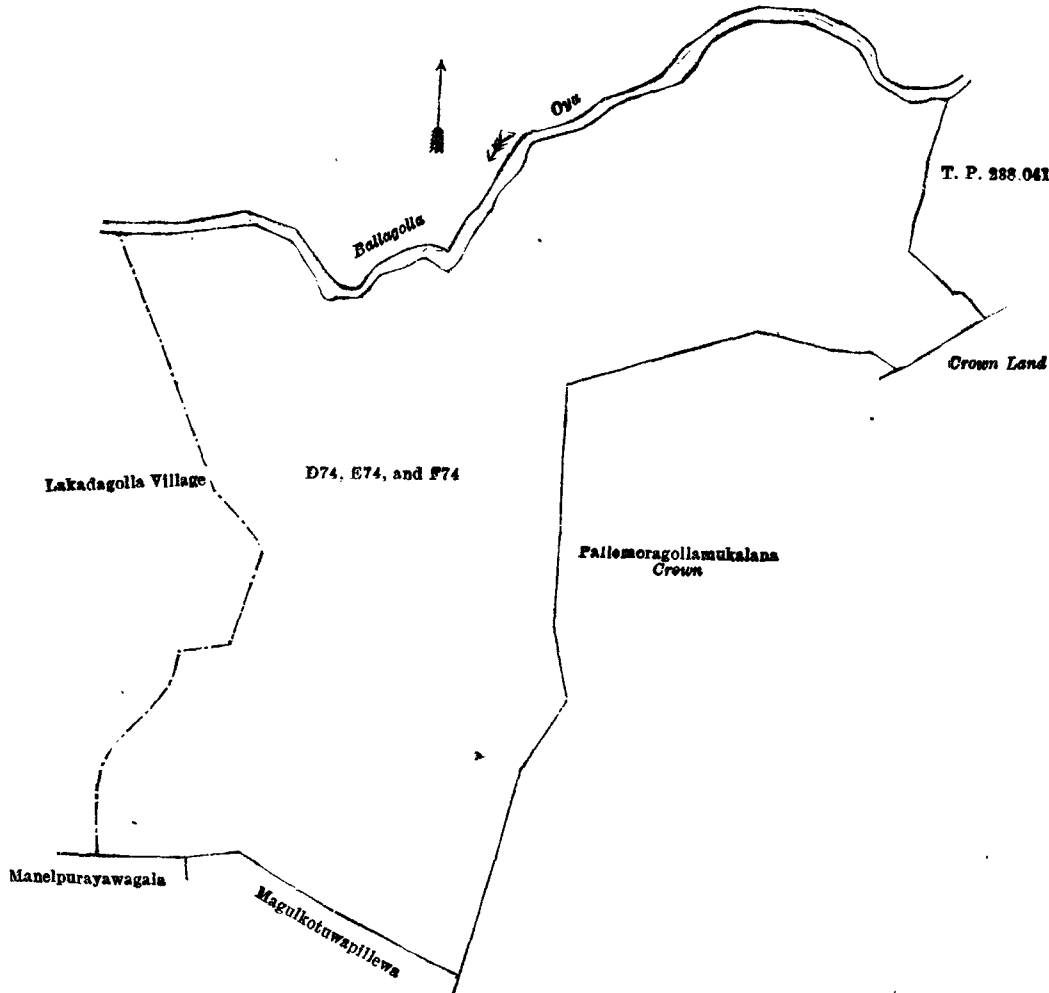 Oya
T. P. 288,041
Ballagolla
Crown Land
Lakadagolla Village
D74, E74, and F74
Pallemoragollamukalana
Crown
Manelpurayawagala
Magulkotuwapillewa